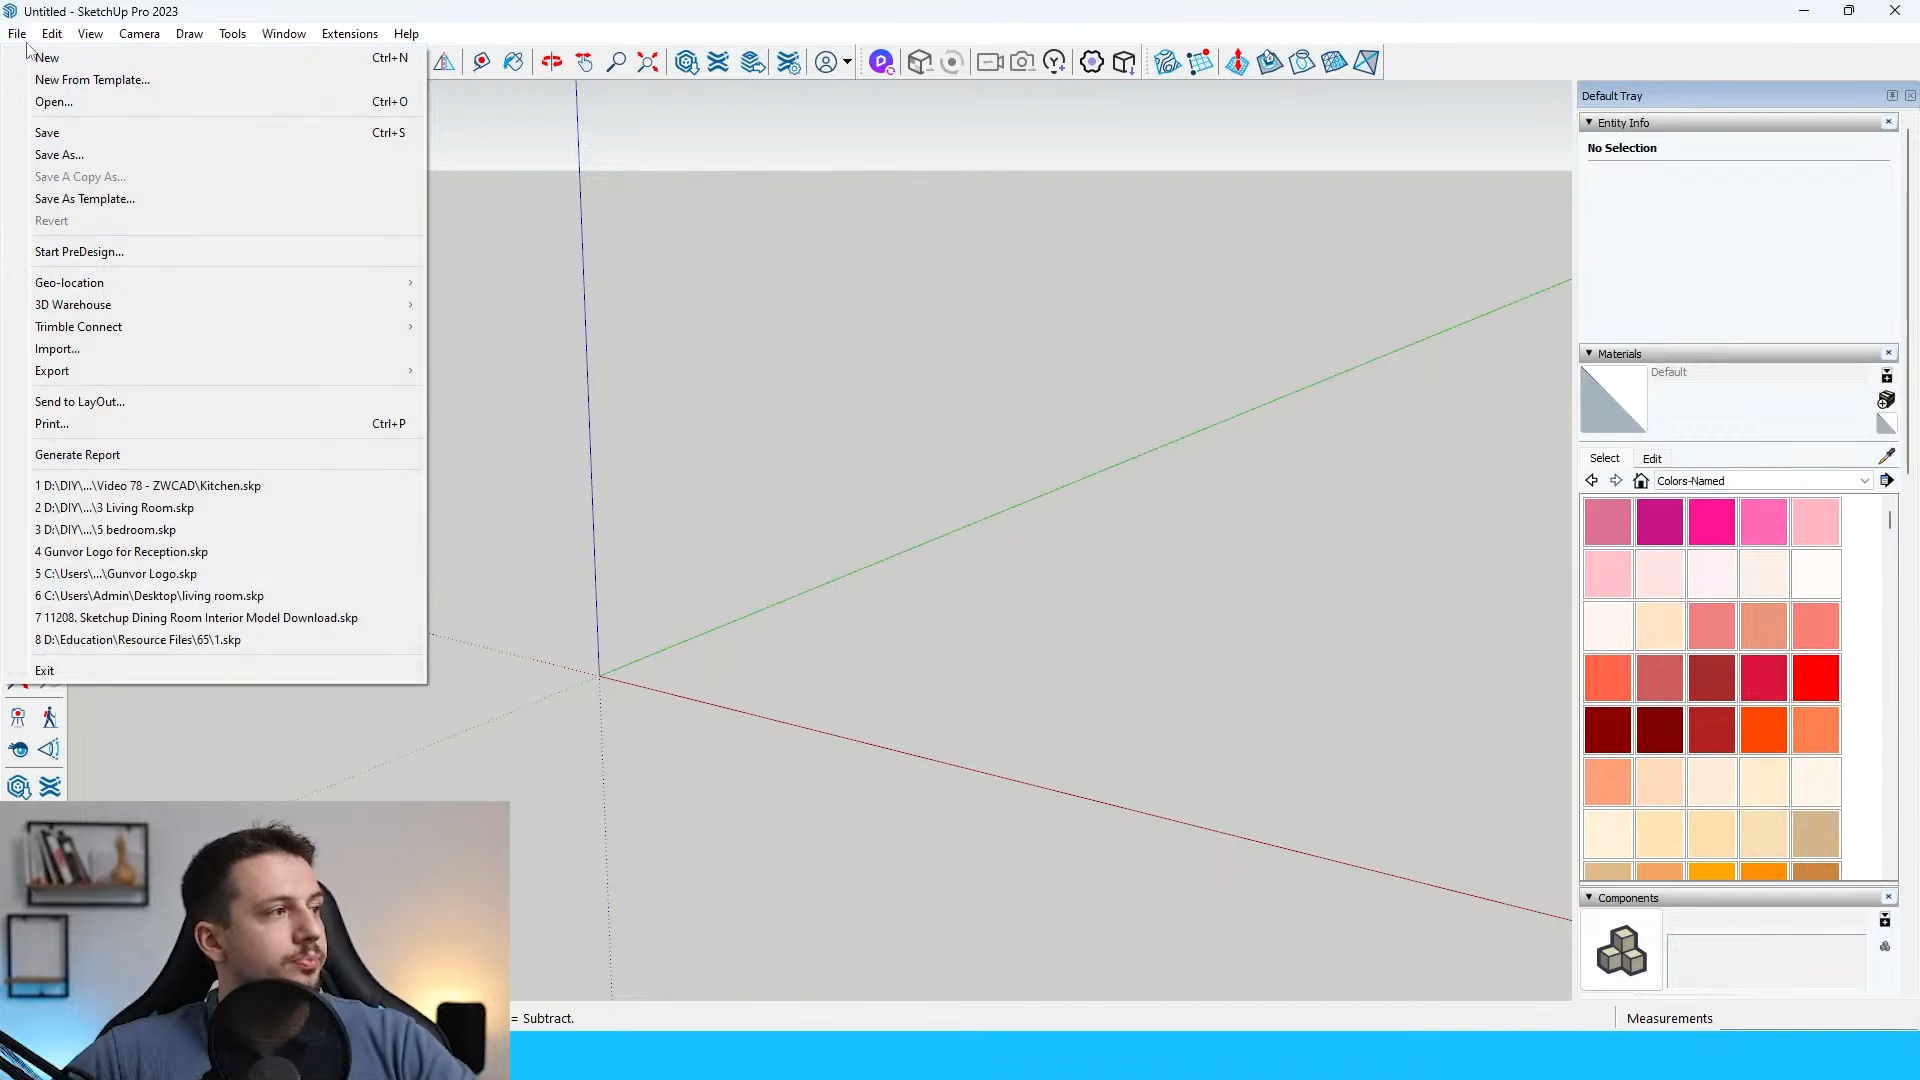 Untitled - SketchUp Pro 2023
File Edit View Camera Draw Tools Window Extensions Help
New Ctrl+N
New From Template...
Open... Ctrl+O
Save Ctrl+S
Save As...
Save A Copy As...
Save As Template...
Revert
Start PreDesign...
Geo-location
3D Warehouse
Trimble Connect
Import...
Export
Send to LayOut...
Print... Ctrl+P
Generate Report
1 D:\DIY\...\Video 78 - ZWCAD\Kitchen.skp
2 D:\DIY\...\3 Living Room.skp
3 D:\DIY\...\5 bedroom.skp
4 Gunvor Logo for Reception.skp
5 C:\Users\...\Gunvor Logo.skp
6 C:\Users\Admin\Desktop\living room.skp
7 11208. Sketchup Dining Room Interior Model Download.skp
8 D:\Education\Resource Files\65\1.skp
Exit
Default Tray
Entity Info
No Selection
Materials
Default
Select Edit
Colors-Named
Components
= Subtract.
Measurements